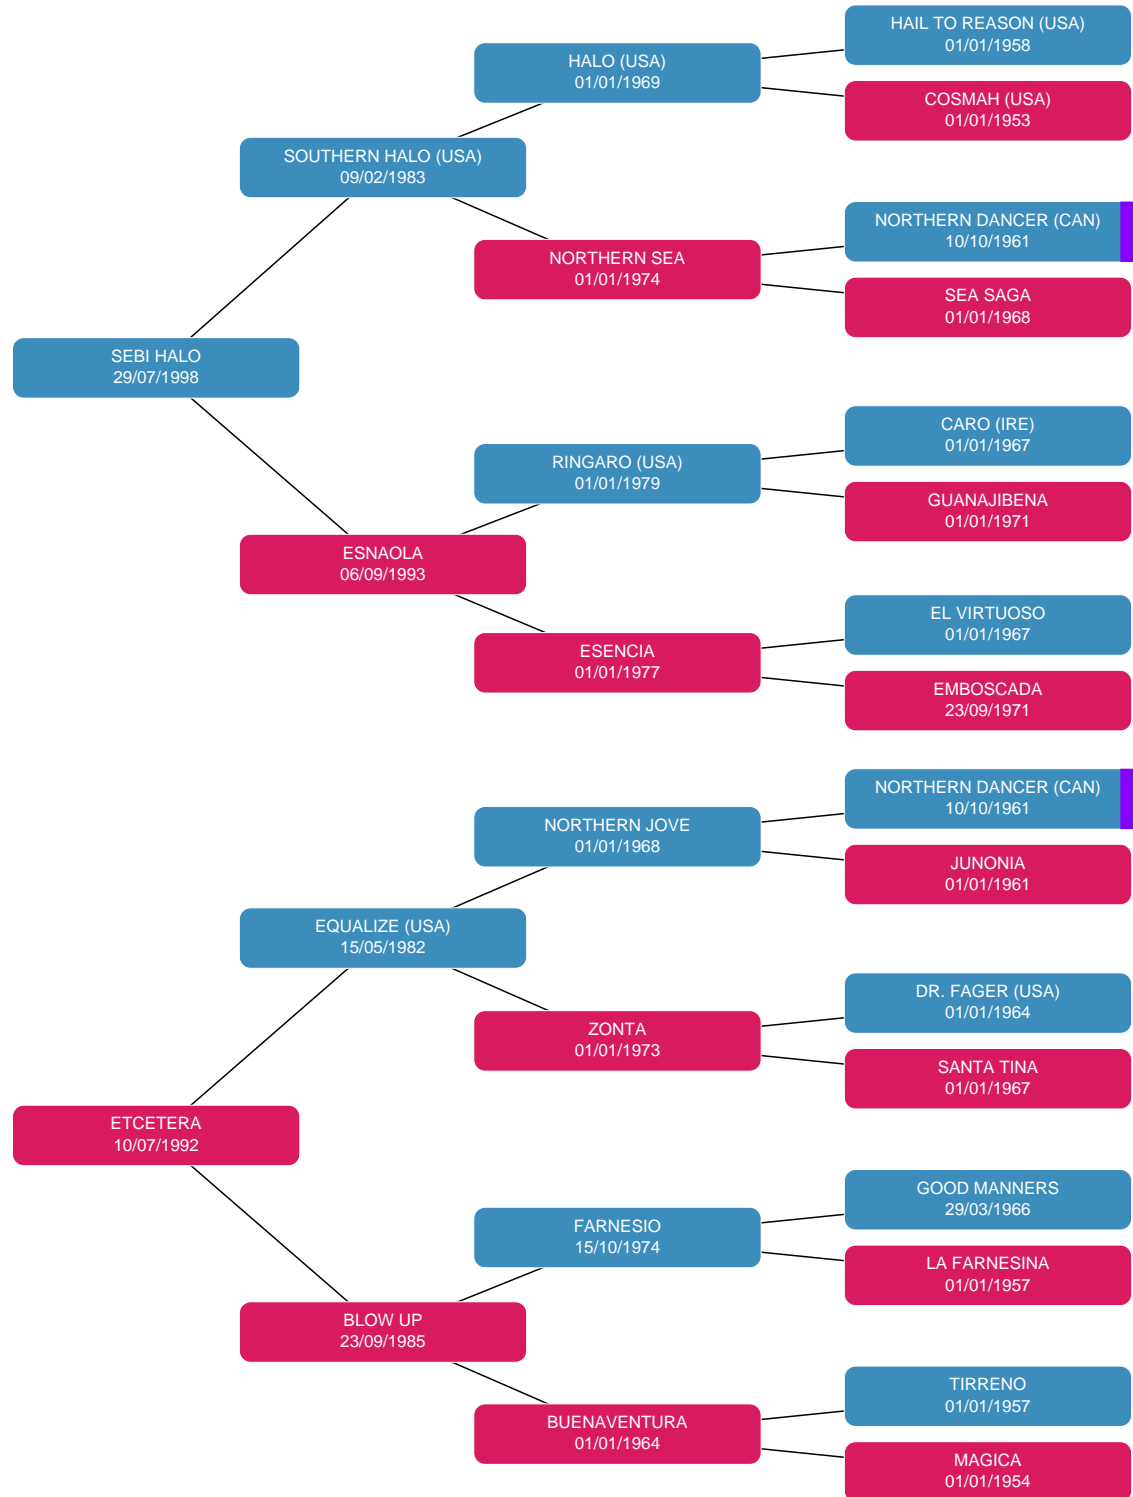 HAIL TO REASON (USA)
01/01/1958
HALO (USA)
01/01/1969
COSMAH (USA)
01/01/1953
SOUTHERN HALO (USA)
09/02/1983
NORTHERN DANCER (CAN)
10/10/1961
NORTHERN SEA
01/01/1974
SEA SAGA
01/01/1968
SEBI HALO
29/07/1998
CARO (IRE)
01/01/1967
RINGARO (USA)
01/01/1979
GUANAJIBENA
01/01/1971
ESNAOLA
06/09/1993
EL VIRTUOSO
01/01/1967
ESENCIA
01/01/1977
EMBOSCADA
23/09/1971
NORTHERN DANCER (CAN)
10/10/1961
NORTHERN JOVE
01/01/1968
JUNONIA
01/01/1961
EQUALIZE (USA)
15/05/1982
DR. FAGER (USA)
01/01/1964
ZONTA
01/01/1973
SANTA TINA
01/01/1967
ETCETERA
10/07/1992
GOOD MANNERS
29/03/1966
FARNESIO
15/10/1974
LA FARNESINA
01/01/1957
BLOW UP
23/09/1985
TIRRENO
01/01/1957
BUENAVENTURA
01/01/1964
MAGICA
01/01/1954